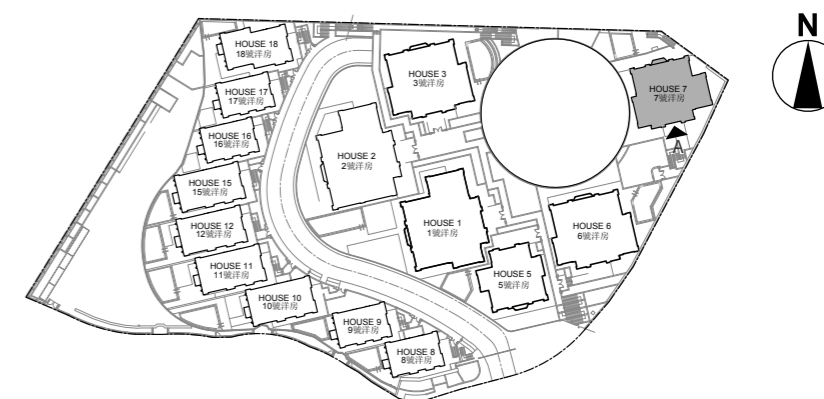 N
HOUSE 18
18號洋房
HOUSE 17
17號洋房
HOUSE 16
16號洋房
HOUSE 15
15號洋房
HOUSE 12
12號洋房
HOUSE 11
11號洋房
HOUSE 10
10號洋房
HOUSE 9
9號洋房
HOUSE 8
8號洋房
HOUSE 3
3號洋房
HOUSE 2
2號洋房
HOUSE 1
1號洋房
HOUSE 5
5號洋房
HOUSE 6
6號洋房
HOUSE 7
7號洋房
A